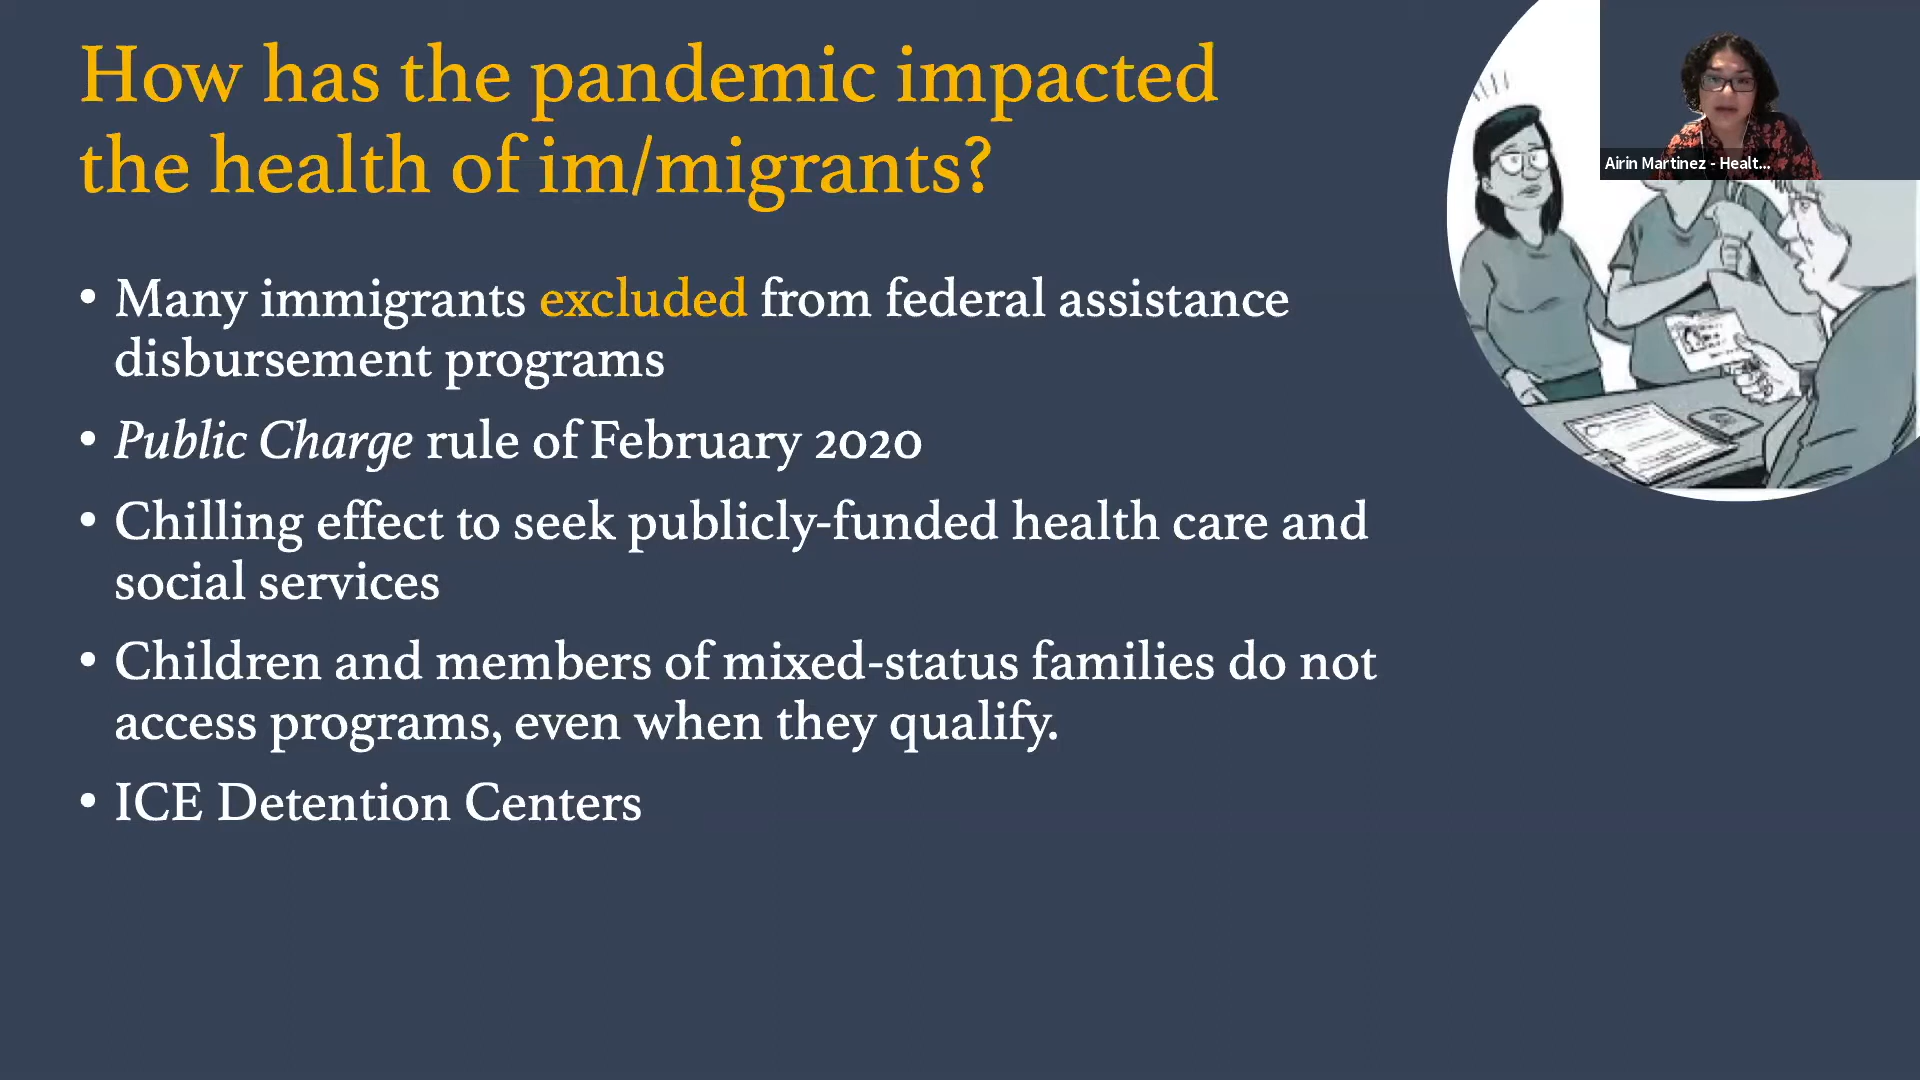 How has the pandemic impacted
the health of im/migrants?
Airin Martinez - Healt...
• Many immigrants excluded from federal assistance
disbursement programs
• Public Charge rule of February 2020
• Chilling effect to seek publicly-funded health care and
social services
• Children and members of mixed-status families do not
access programs, even when they qualify.
• ICE Detention Centers